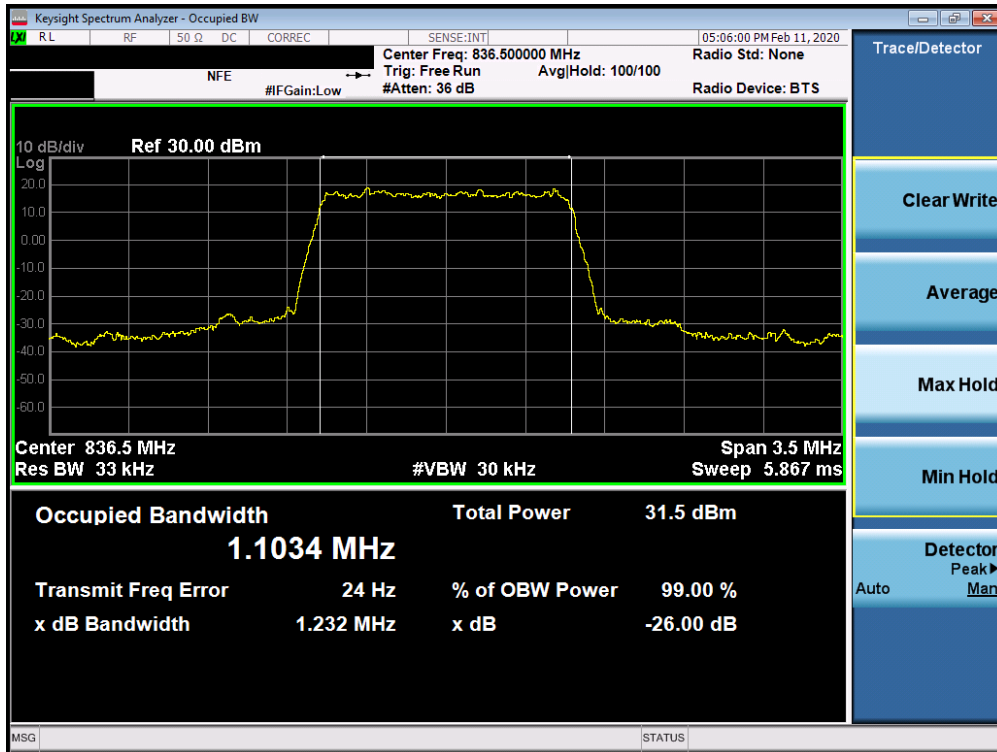 Keysight Spectrum Analyzer - Occupied BW
LXI RL RF 50 Ω DC CORREC SENSE:INT 05:06:00 PM Feb 11, 2020
Center Freq: 836.500000 MHz Radio Std: None
NFE Trig: Free Run Avg|Hold: 100/100
#IFGain:Low #Atten: 36 dB Radio Device: BTS
10 dB/div Ref 30.00 dBm
Log
20.0
10.0
0.00
-10.0
-20.0
-30.0
-40.0
-50.0
-60.0
Center 836.5 MHz Span 3.5 MHz
Res BW 33 kHz #VBW 30 kHz Sweep 5.867 ms
Occupied Bandwidth Total Power 31.5 dBm
1.1034 MHz
Transmit Freq Error 24 Hz % of OBW Power 99.00 %
x dB Bandwidth 1.232 MHz x dB -26.00 dB
MSG STATUS
Trace/Detector
Clear Write
Average
Max Hold
Min Hold
Detector
Peak▶
Auto Man